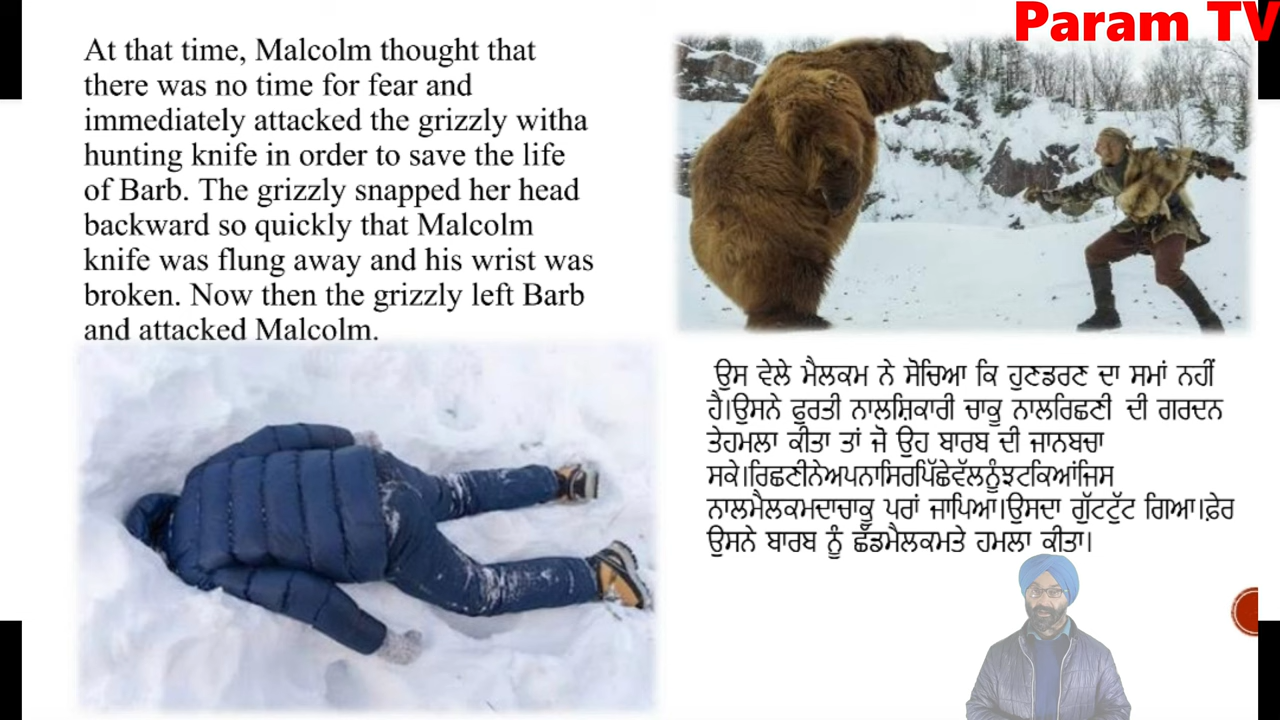 Param TV
At that time, Malcolm thought that
there was no time for fear and
immediately attacked the grizzly witha
hunting knife in order to save the life
of Barb. The grizzly snapped her head
backward so quickly that Malcolm
knife was flung away and his wrist was
broken. Now then the grizzly left Barb
and attacked Malcolm.
ਉਸ ਵੇਲੇ ਮੈਲਕਮ ਨੇ ਸੋਚਿਆ ਕਿ ਹੁਣਡਰਣ ਦਾ ਸਮਾਂ ਨਹੀਂ
ਹੈ।ਉਸਨੇ ਫੁਰਤੀ ਨਾਲਸ਼ਿਕਾਰੀ ਚਾਕੂ ਨਾਲਰਿਛਣੀ ਦੀ ਗਰਦਨ
ਤੇਹਮਲਾ ਕੀਤਾ ਤਾਂ ਜੋ ਉਹ ਬਾਰਬ ਦੀ ਜਾਨਬਚਾ
ਸਕੇ।ਰਿਛਣੀਨੇਅਪਨਾਸਿਰਪਿੱਛੇਵੱਲਨੂੰਝਟਕਿਆਂਜਿਸ
ਨਾਲਮੈਲਕਮਦਾਚਾਕੂ ਪਰਾਂ ਜਾਪਿਆ।ਉਸਦਾ ਗੁੱਟਟੁੱਟ ਗਿਆ।ਫ਼ੇਰ
ਉਸਨੇ ਬਾਰਬ ਨੂੰ ਛੱਡਮੈਲਕਮਤੇ ਹਮਲਾ ਕੀਤਾ।